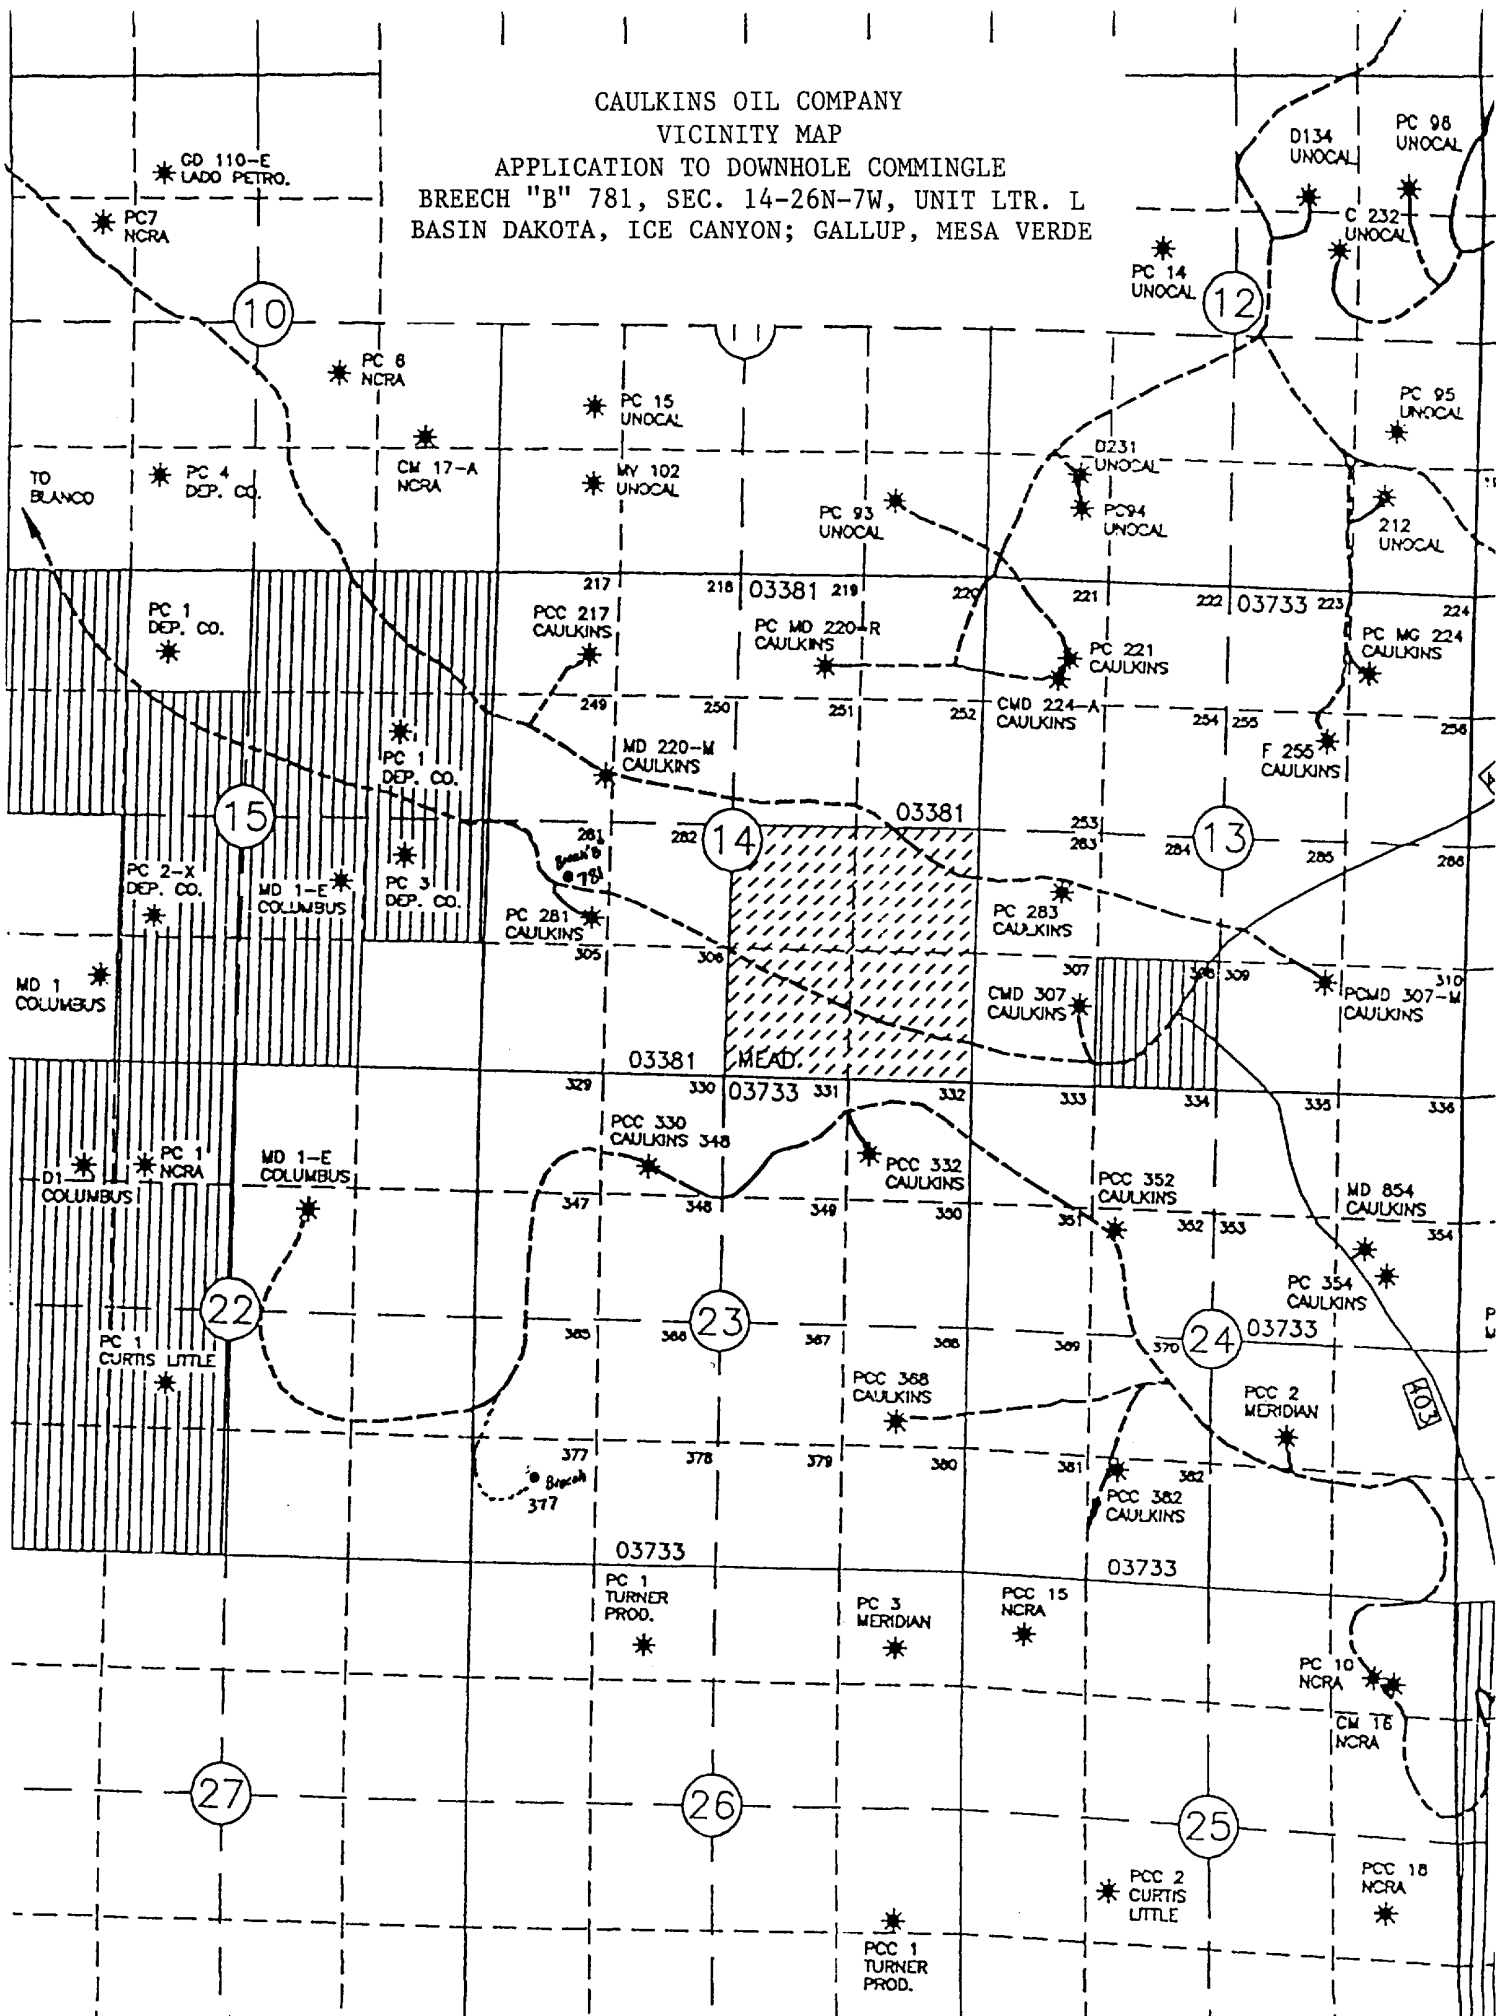 CAULKINS OIL COMPANY
VICINITY MAP
APPLICATION TO DOWNHOLE COMMINGLE
BREECH "B" 781, SEC. 14-26N-7W, UNIT LTR. L
BASIN DAKOTA, ICE CANYON; GALLUP, MESA VERDE
D134
UNOCAL
PC 98
UNOCAL
GD 110-E
LADO PETRO.
PC7
NCRA
C 232
UNOCAL
PC 14
UNOCAL
10
11
12
PC 8
NCRA
PC 15
UNOCAL
PC 95
UNOCAL
CM 17-A
NCRA
MV 102
UNOCAL
D231
UNOCAL
TO
BLANCO
PC 4
DEP. CO.
PC 93
UNOCAL
PC94
UNOCAL
212
UNOCAL
217
218
03381
219
220
221
222
03733
223
224
PC 1
DEP. CO.
PCC 217
CAULKINS
PC MD 220-R
CAULKINS
PC 221
CAULKINS
PC MG 224
CAULKINS
249
250
251
252
CMD 224-A
CAULKINS
254
255
256
PC 1
DEP. CO.
MD 220-M
CAULKINS
F 255
CAULKINS
15
281
282
14
03381
253
283
284
13
285
286
Breech "B"
781
PC 2-X
DEP. CO.
MD 1-E
COLUMBUS
PC 3
DEP. CO.
PC 281
CAULKINS
PC 283
CAULKINS
305
306
307
308
309
310
MD 1
COLUMBUS
CMD 307
CAULKINS
PCMD 307-M
CAULKINS
03381
MEAD.
329
330
03733
331
332
333
334
335
336
PCC 330
CAULKINS 348
D1
COLUMBUS
PC 1
NCRA
MD 1-E
COLUMBUS
PCC 332
CAULKINS
PCC 352
CAULKINS
MD 854
CAULKINS
347
348
349
350
351
352
353
354
PC 354
CAULKINS
22
365
366
23
367
368
369
370
24
03733
P
M
PC 1
CURTIS LITTLE
PCC 368
CAULKINS
PCC 2
MERIDIAN
403
377
378
379
380
381
382
Breech
377
PCC 382
CAULKINS
03733
03733
PC 1
TURNER
PROD.
PC 3
MERIDIAN
PCC 15
NCRA
PC 10
NCRA
CM 16
NCRA
27
26
25
PCC 2
CURTIS
LITTLE
PCC 18
NCRA
PCC 1
TURNER
PROD.